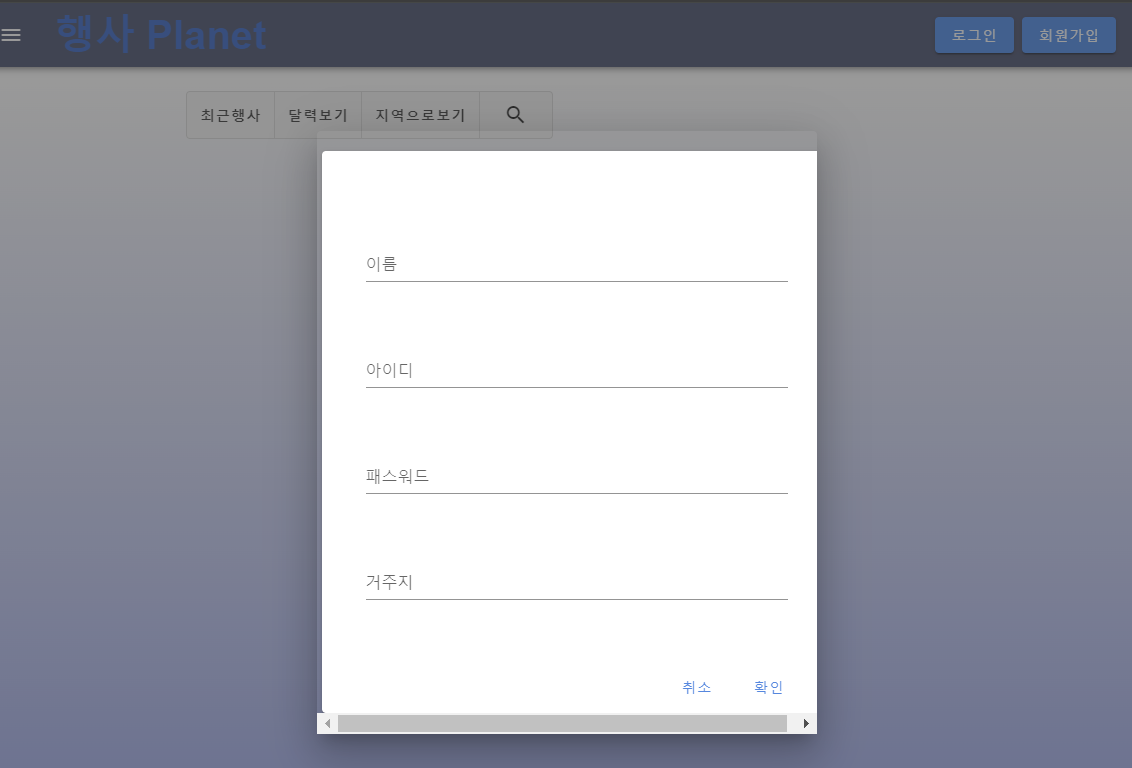 행사 Planet
로그인 회원가입
최근행사 달력보기 지역으로보기
이름
아이디
패스워드
거주지
취소 확인